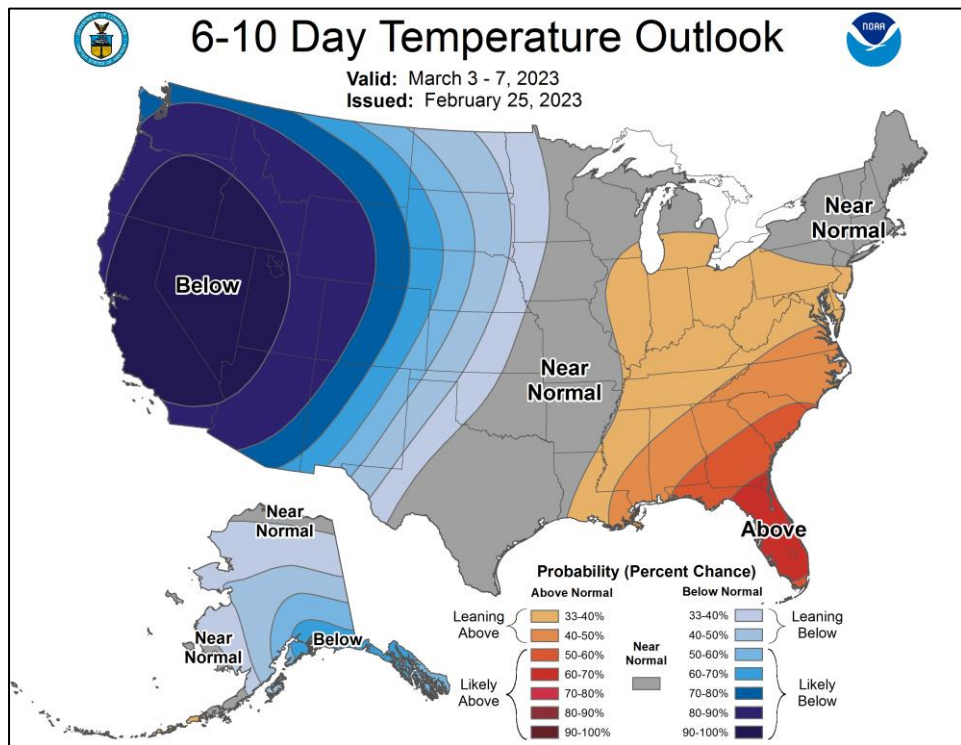 6-10 Day Temperature Outlook
NOAA
Valid: March 3 - 7, 2023
Issued: February 25, 2023
Near
Normal
Below
Near
Normal
Above
Near
Normal
Near
Normal
Below
Probability (Percent Chance)
Above Normal
Below Normal
Leaning
Above
33-40%
40-50%
Likely
Above
50-60%
60-70%
70-80%
80-90%
90-100%
Near
Normal
33-40%
40-50%
Leaning
Below
50-60%
60-70%
70-80%
80-90%
90-100%
Likely
Below